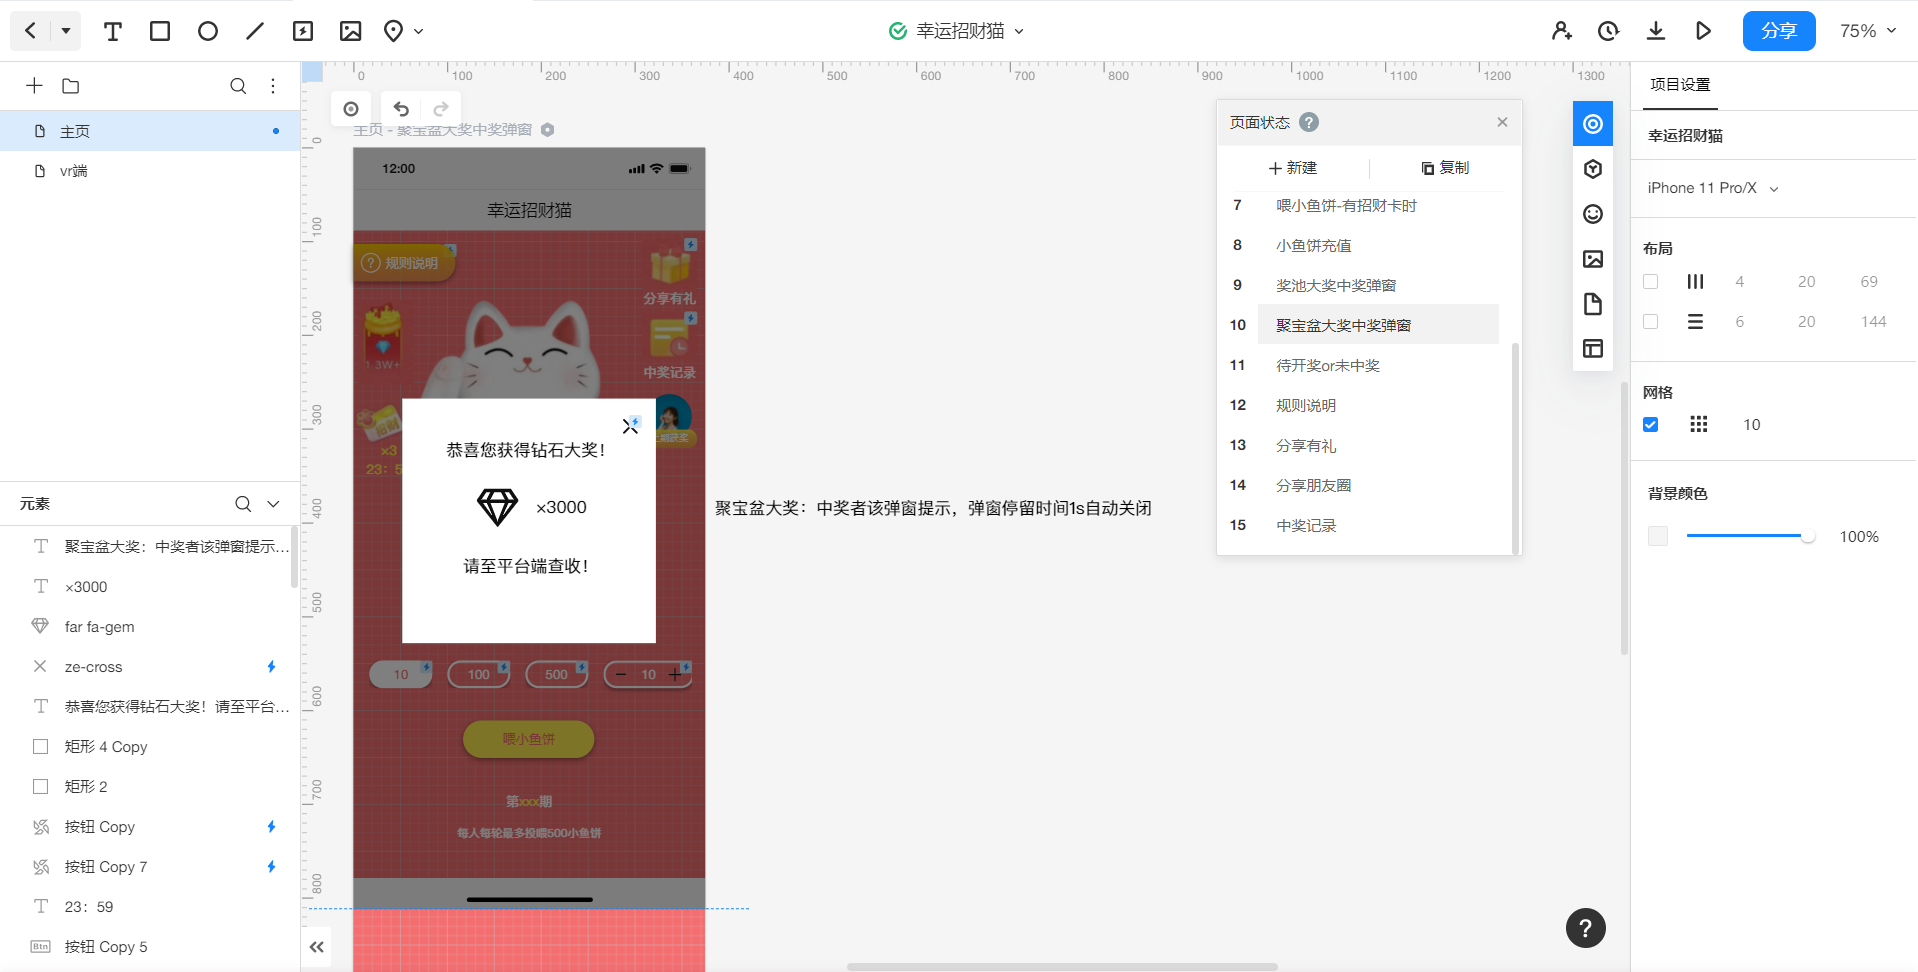 幸运招财猫
分享
75%
主页
vr端
元素
聚宝盆大奖：中奖者该弹窗提示...
×3000
far fa-gem
ze-cross
恭喜您获得钻石大奖！请至平台...
矩形 4 Copy
矩形 2
按钮 Copy
按钮 Copy 7
23：59
Btn 按钮 Copy 5
0 100 200 300 400 500 600 700 800 900 1000 1100 1200 1300
0
100
200
300
400
500
600
700
800
主页 - 聚宝盆大奖中奖弹窗
12:00
幸运招财猫
? 规则说明
分享有礼
1.3W+
中奖记录
×3
23：5
恭喜您获得钻石大奖！
×3000
请至平台端查收！
10 100 500 − 10 +
喂小鱼饼
第xxx期
每人每轮最多投喂500小鱼饼
聚宝盆大奖：中奖者该弹窗提示，弹窗停留时间1s自动关闭
页面状态 ?
新建 复制
7 喂小鱼饼-有招财卡时
8 小鱼饼充值
9 奖池大奖中奖弹窗
10 聚宝盆大奖中奖弹窗
11 待开奖or未中奖
12 规则说明
13 分享有礼
14 分享朋友圈
15 中奖记录
项目设置
幸运招财猫
iPhone 11 Pro/X
布局
4 20 69
6 20 144
网格
10
背景颜色
100%
?